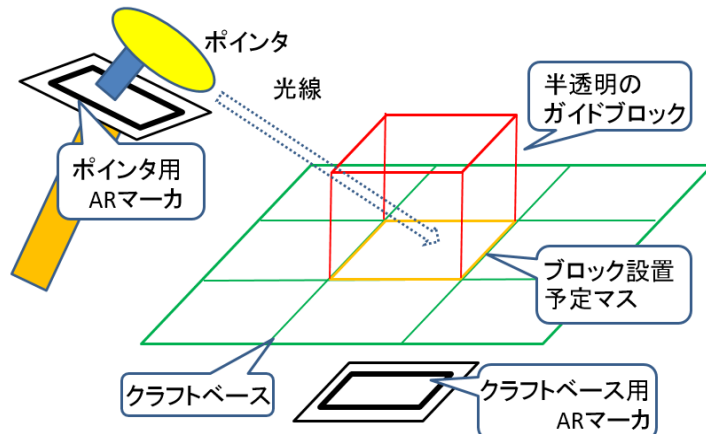 ポインタ
光線
半透明の
ガイドブロック
ポインタ用
ARマーカ
ブロック設置
予定マス
クラフトベース
クラフトベース用
ARマーカ